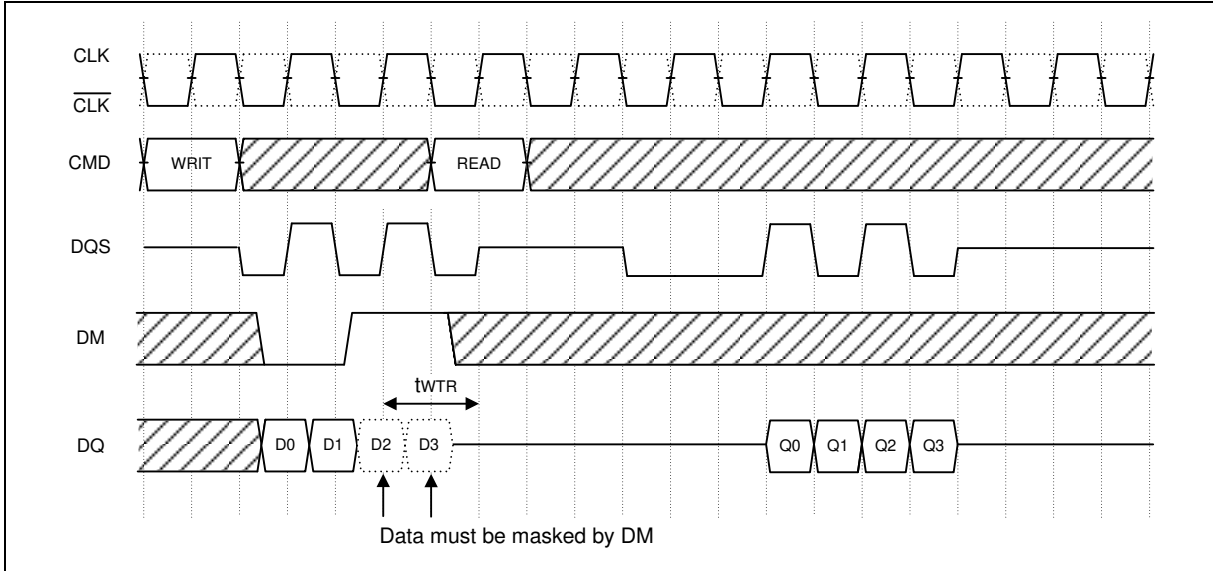 CLK
CLK
CMD WRIT READ
DQS
DM
tWTR
DQ D0 D1 D2 D3 Q0 Q1 Q2 Q3
Data must be masked by DM